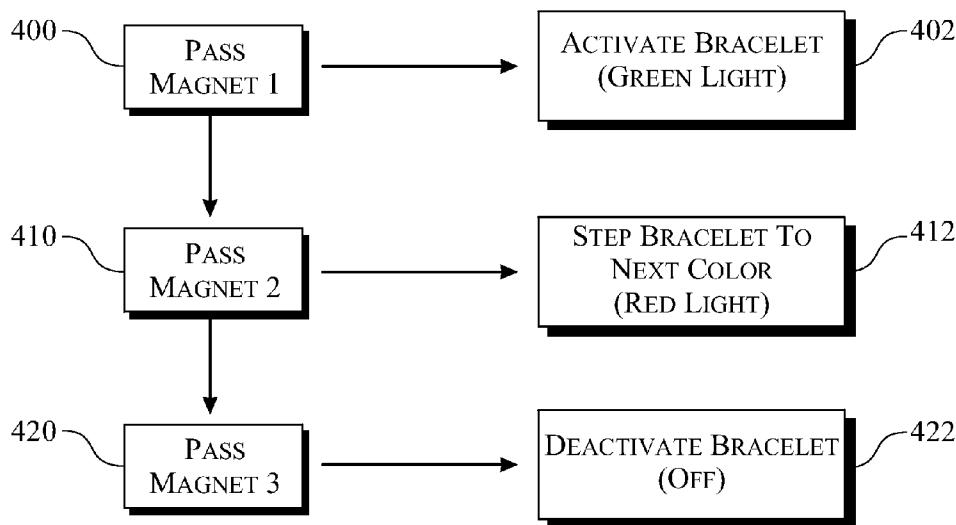 400
PASS
MAGNET 1
ACTIVATE BRACELET
(GREEN LIGHT)
402
410
PASS
MAGNET 2
STEP BRACELET TO
NEXT COLOR
(RED LIGHT)
412
420
PASS
MAGNET 3
DEACTIVATE BRACELET
(OFF)
422